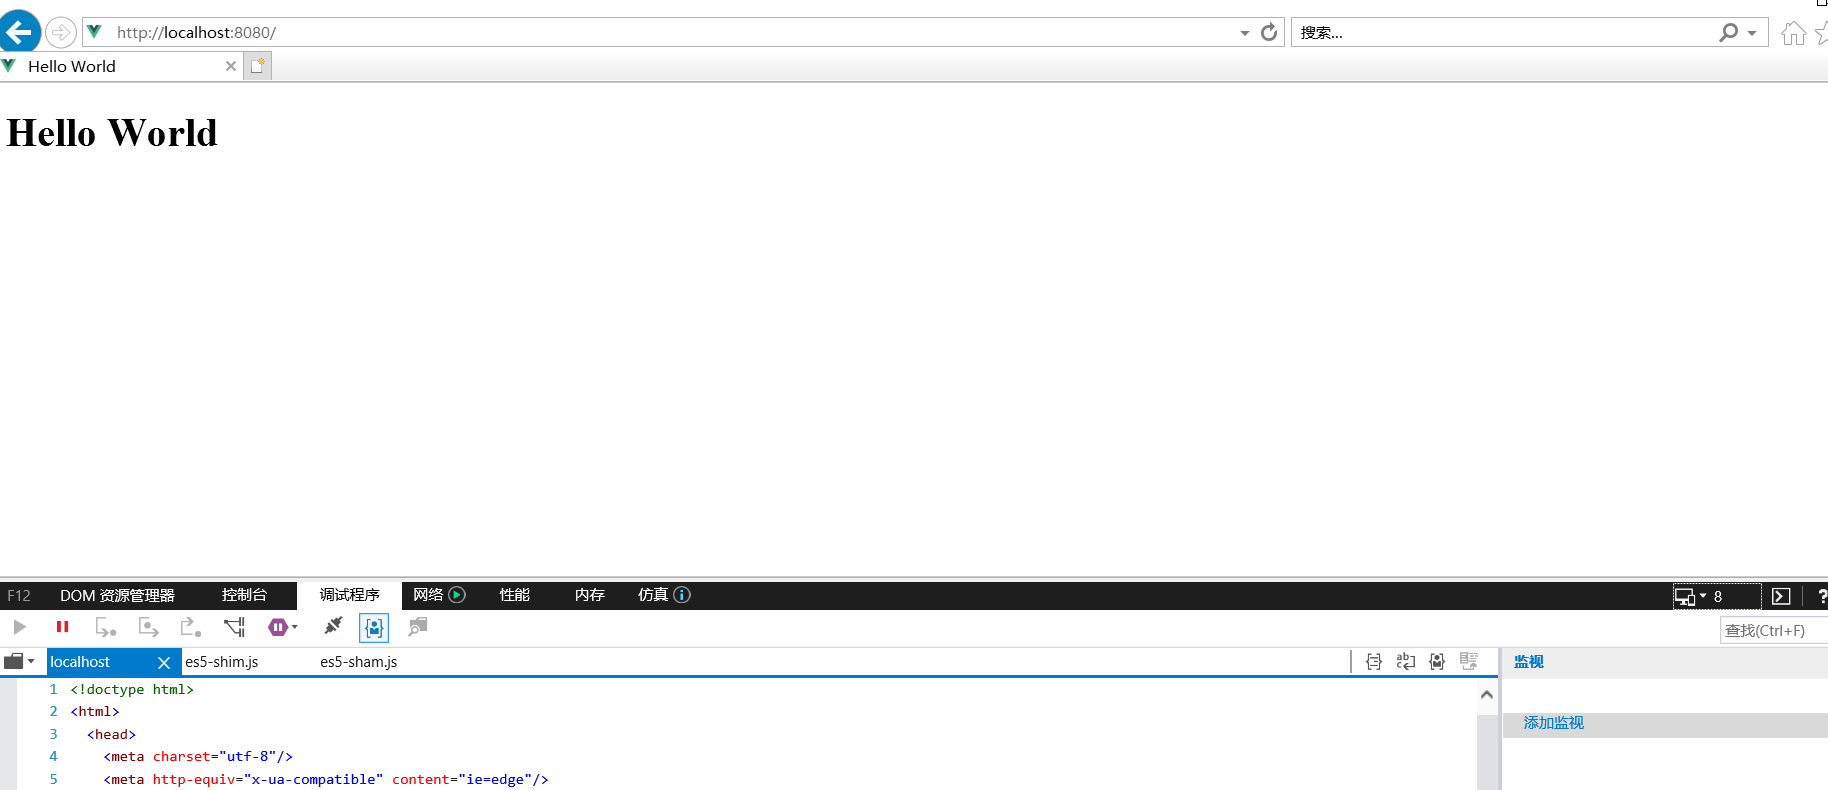 http://localhost:8080/
搜索...
Hello World
Hello World
F12 DOM 资源管理器 控制台 调试程序 网络 性能 内存 仿真 8 ?
查找(Ctrl+F)
localhost es5-shim.js es5-sham.js
监视
添加监视
1 <!doctype html>
2 <html>
3 <head>
4 <meta charset="utf-8"/>
5 <meta http-equiv="x-ua-compatible" content="ie=edge"/>